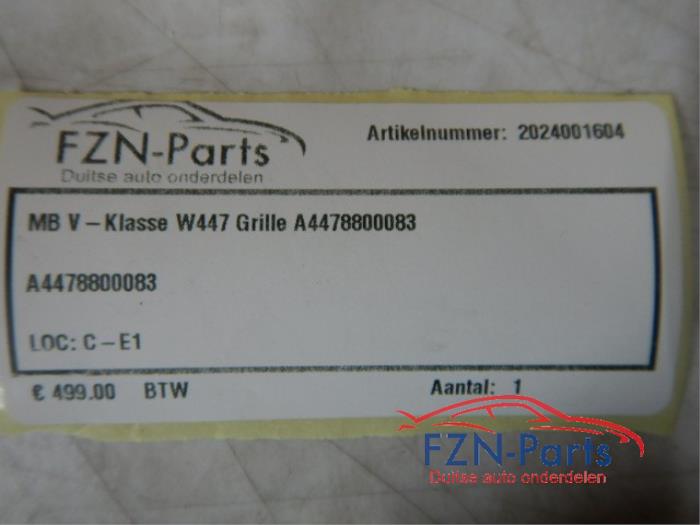 FZN-Parts
Duitse auto onderdelen
Artikelnummer: 2024001604
MB V-Klasse W447 Grille A4478800083
A4478800083
LOC: C-E1
€ 499.00 BTW
Aantal: 1
FZN-Parts
Duitse auto onderdelen